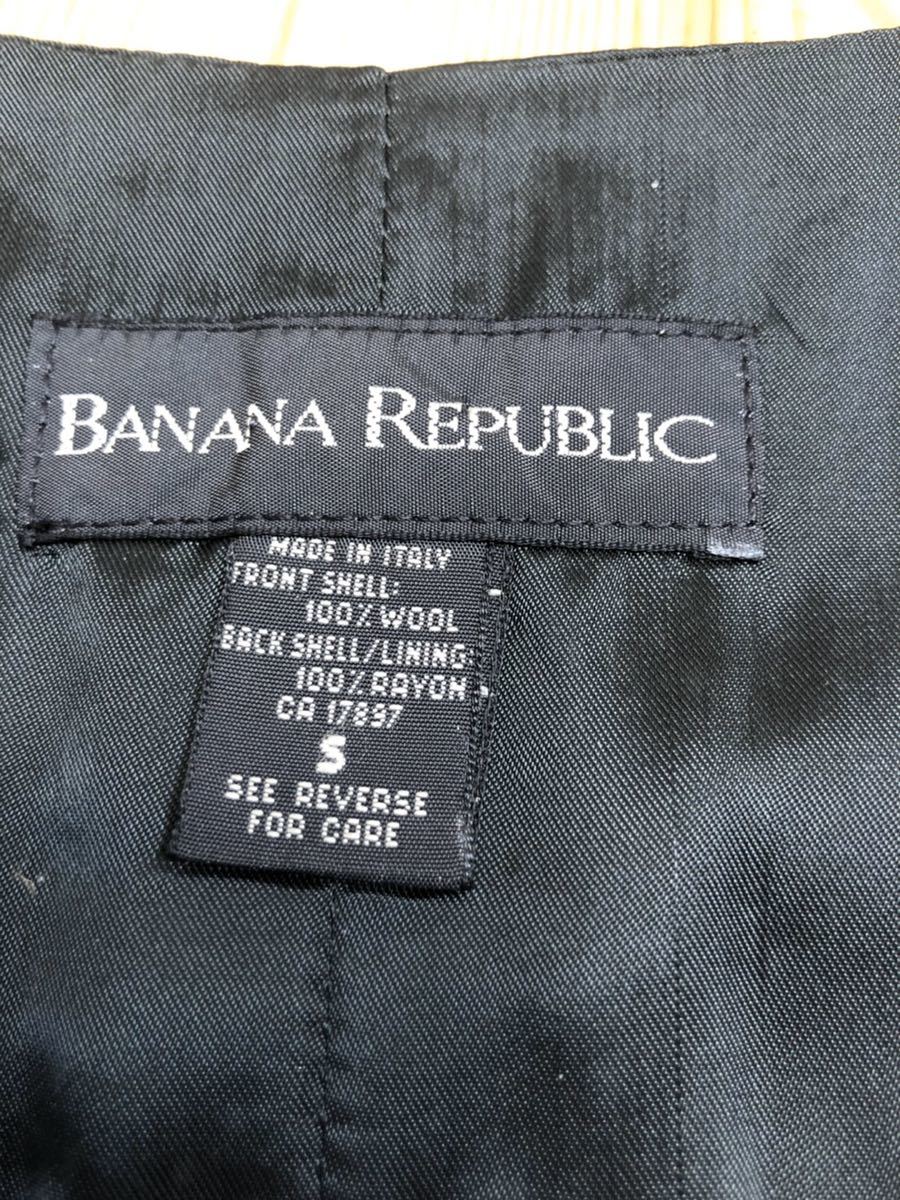 BANANA REPUBLIC
MADE IN ITALY
FRONT SHELL:
100% WOOL
BACK SHELL/LINING
100% RAYON
CA 17897
S
SEE REVERSE
FOR CARE